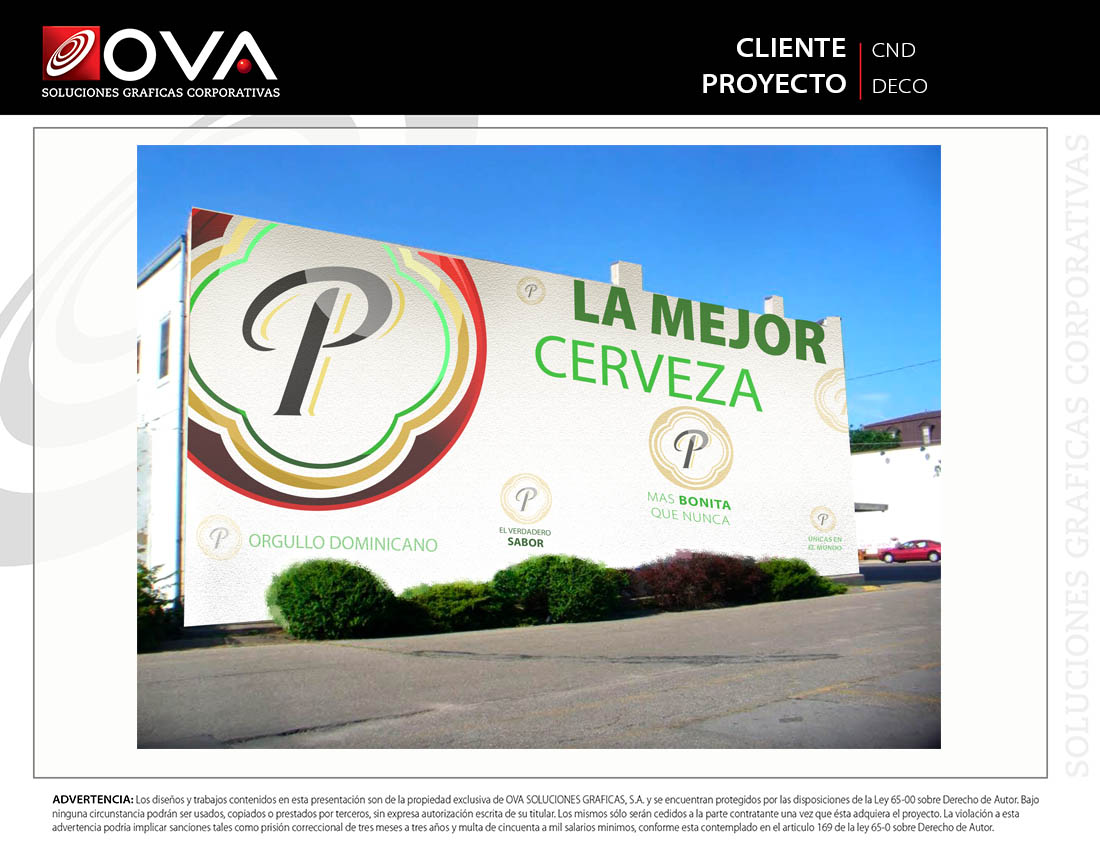 OVA
SOLUCIONES GRAFICAS CORPORATIVAS
CLIENTE CND
PROYECTO DECO
P
P
LA MEJOR
CERVEZA
P
MAS BONITA
QUE NUNCA
P
EL VERDADERO
SABOR
P
ORGULLO DOMINICANO
P
UNICAS EN
EL MUNDO
SOLUCIONES GRAFICAS CORPORATIVAS
ADVERTENCIA: Los diseños y trabajos contenidos en esta presentación son de la propiedad exclusiva de OVA SOLUCIONES GRAFICAS, S.A. y se encuentran protegidos por las disposiciones de la Ley 65-00 sobre Derecho de Autor. Bajo
ninguna circunstancia podrán ser usados, copiados o prestados por terceros, sin expresa autorización escrita de su titular. Los mismos sólo serán cedidos a la parte contratante una vez que ésta adquiera el proyecto. La violación a esta
advertencia podria implicar sanciones tales como prisión correccional de tres meses a tres años y multa de cincuenta a mil salarios minimos, conforme esta contemplado en el articulo 169 de la ley 65-0 sobre Derecho de Autor.